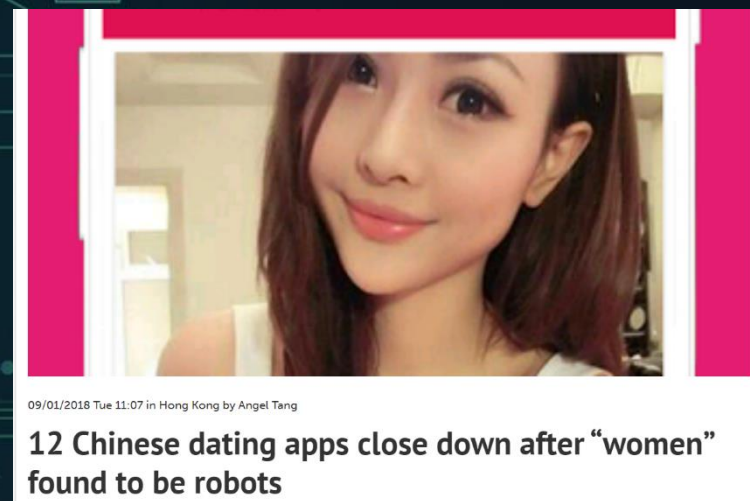 09/01/2018 Tue 11:07 in Hong Kong by Angel Tang
12 Chinese dating apps close down after “women”
found to be robots